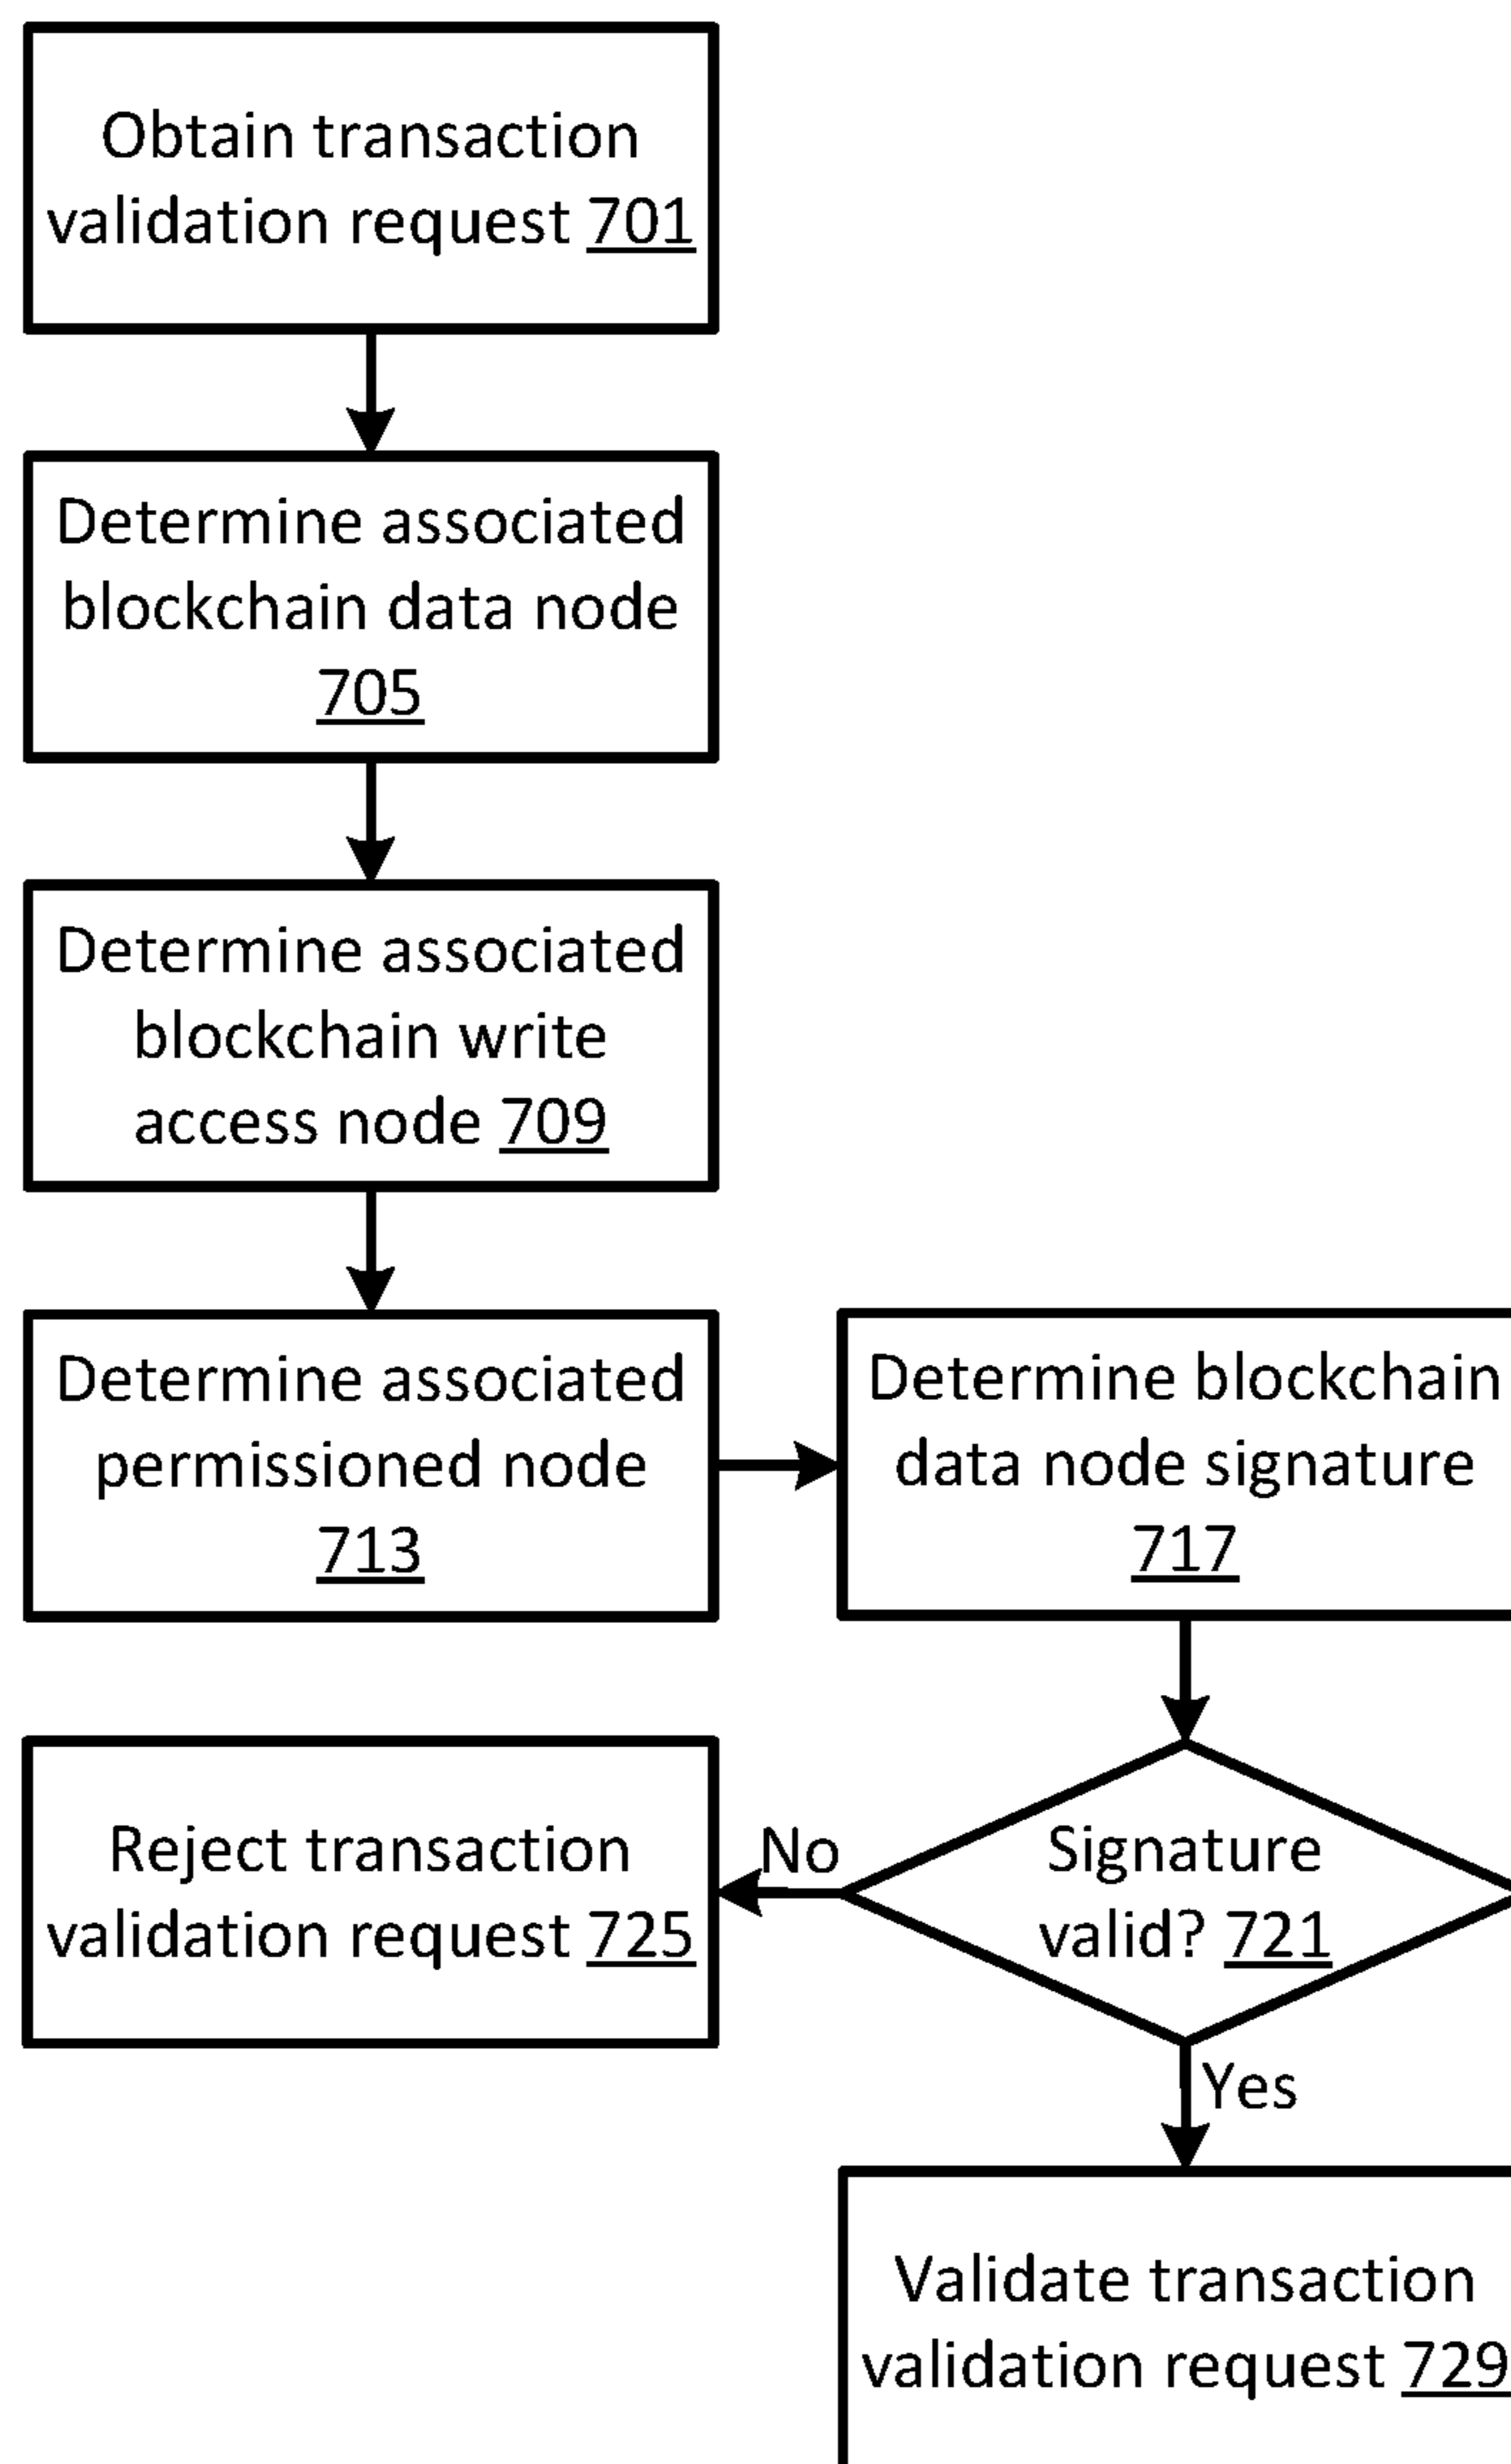 Obtain transaction
validation request 701
Determine associated
blockchain data node
705
Determine associated
blockchain write
access node 709
Determine associated
permissioned node
713
Determine blockchain
data node signature
717
Signature
valid? 721
No
Reject transaction
validation request 725
Yes
Validate transaction
validation request 729